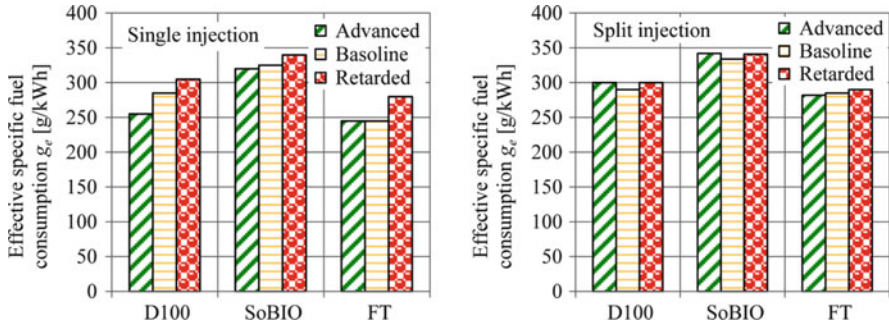 Effective specific fuel
consumption ge [g/kWh]
400
350
300
250
200
150
100
50
0
Single injection
Advanced
Basoline
Retarded
D100 SoBIO FT
Effective specific fuel
consumption ge [g/kWh]
400
350
300
250
200
150
100
50
0
Split injection
Advanced
Basoline
Retarded
D100 SoBIO FT